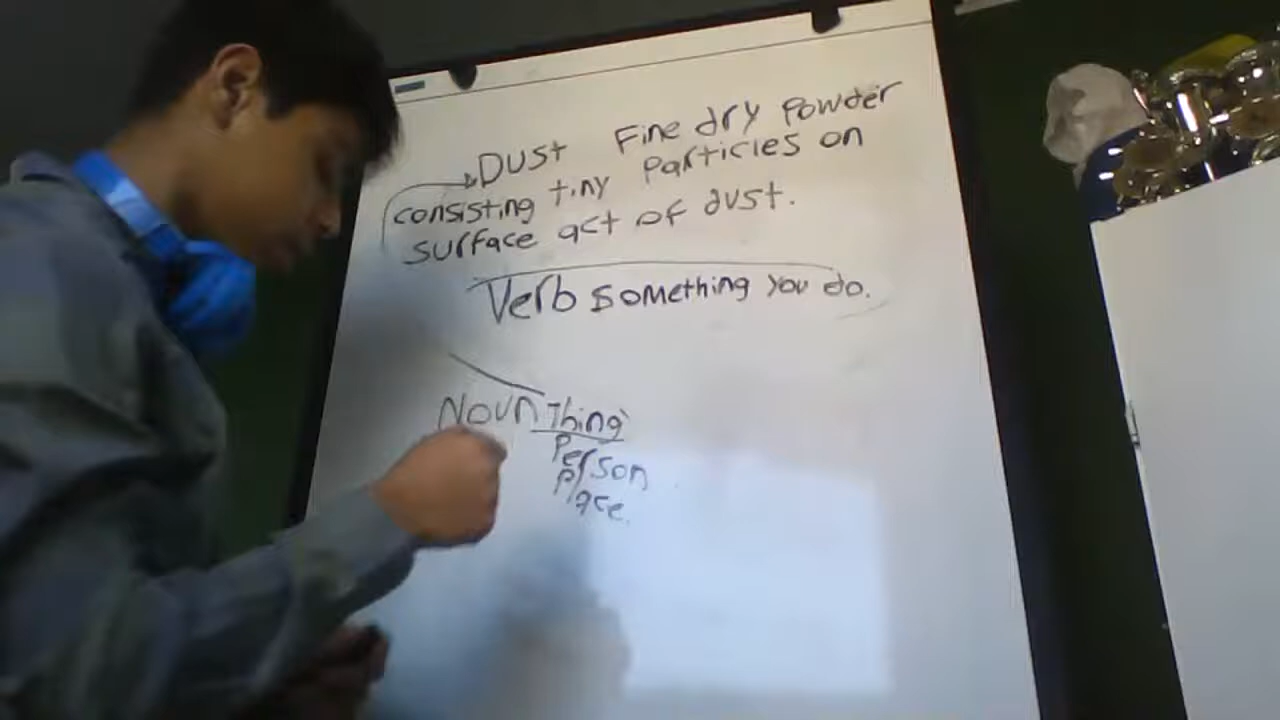 Dust Fine dry Powder
consisting tiny Particles on
surface act of dust.
Verb something you do.
Noun Thing
Person
Place.